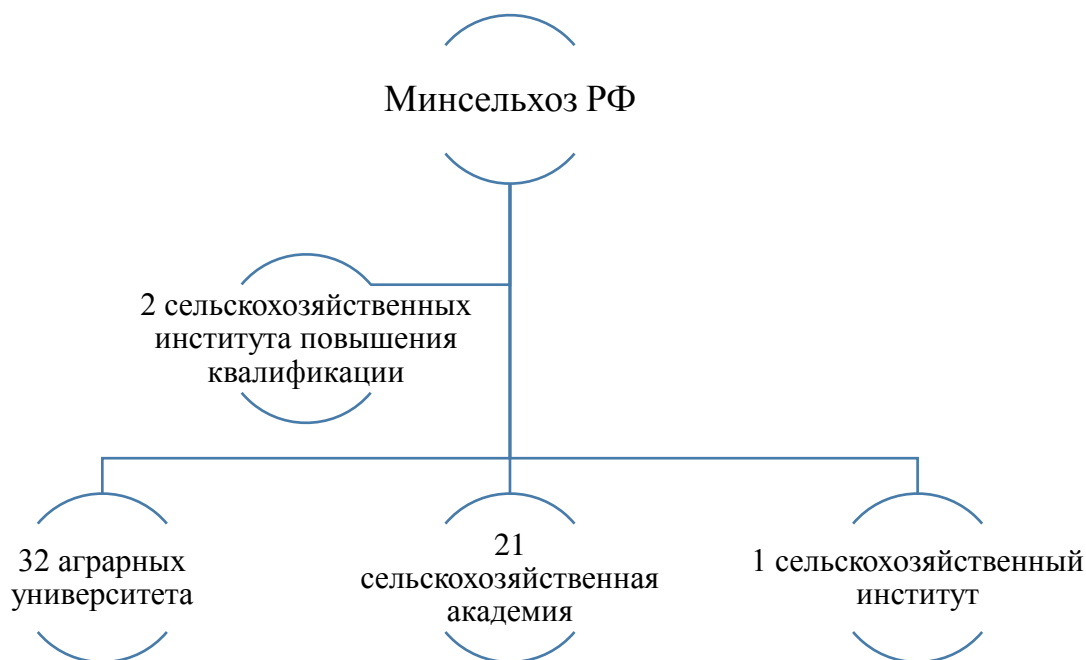 Минсельхоз РФ
2 сельскохозяйственных
института повышения
квалификации
32 аграрных
университета
21
сельскохозяйственная
академия
1 сельскохозяйственный
институт